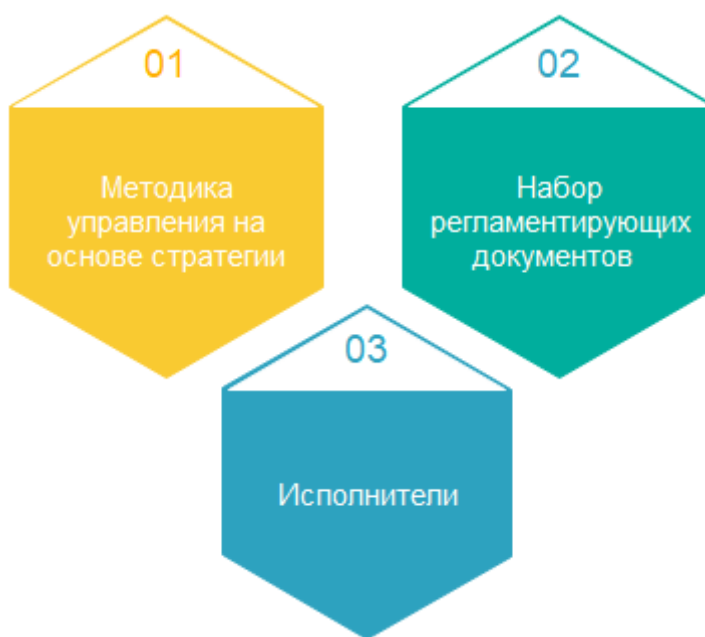 01
Методика
управления на
основе стратегии
02
Набор
регламентирующих
документов
03
Исполнители